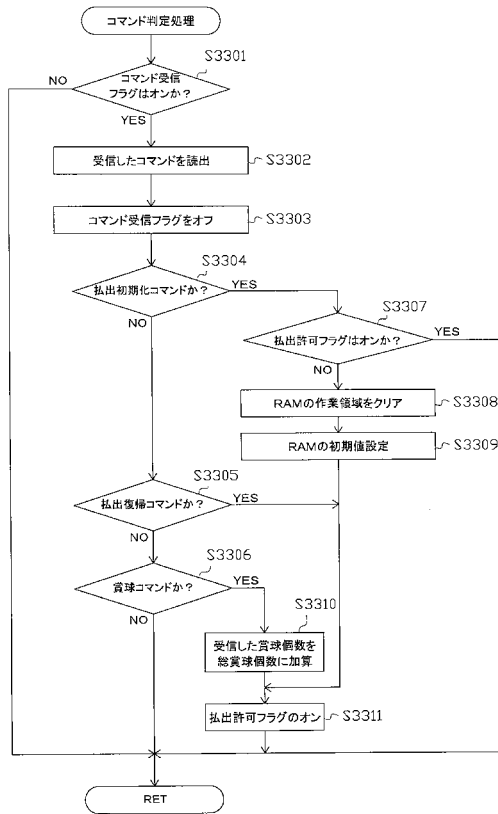 コマンド判定処理
S3301
コマンド受信
フラグはオンか?
NO
YES
受信したコマンドを読出
S3302
コマンド受信フラグをオフ
S3303
S3304
払出初期化コマンドか?
YES
NO
S3307
払出許可フラグはオンか?
YES
NO
RAMの作業領域をクリア
S3308
RAMの初期値設定
S3309
S3305
払出復帰コマンドか?
YES
NO
S3306
賞球コマンドか?
YES
NO
S3310
受信した賞球個数を
総賞球個数に加算
払出許可フラグのオン
S3311
RET